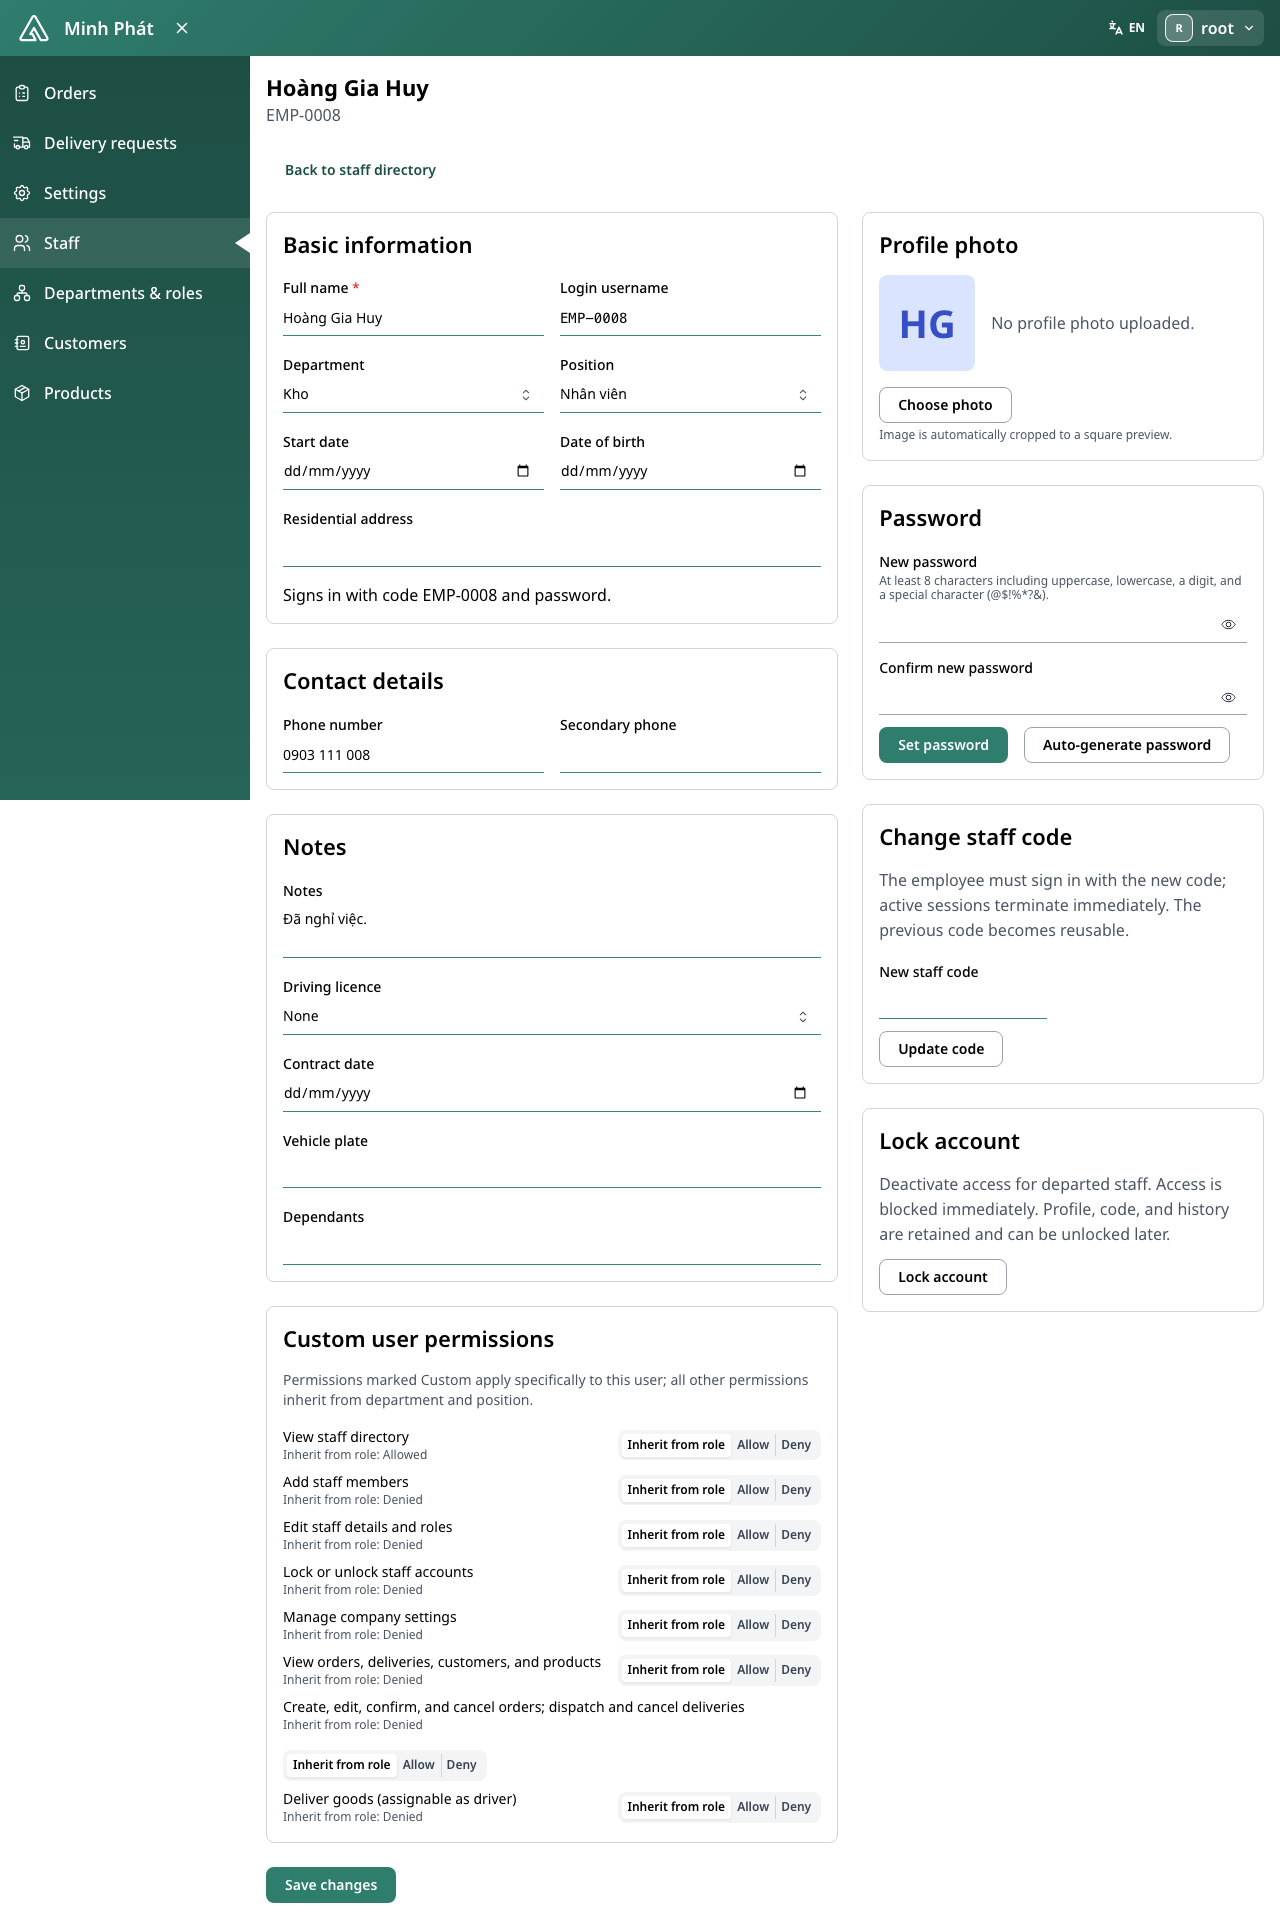 Minh Phát
EN
R
root
Orders
Delivery requests
Settings
Staff
Departments & roles
Customers
Products
Hoàng Gia Huy
EMP-0008
Back to staff directory
Basic information
Full name *
Login username
Hoàng Gia Huy
EMP-0008
Department
Position
Kho
Nhân viên
Start date
Date of birth
dd/mm/yyyy
dd/mm/yyyy
Residential address
Signs in with code EMP-0008 and password.
Contact details
Phone number
Secondary phone
0903 111 008
Notes
Notes
Đã nghỉ việc.
Driving licence
None
Contract date
dd/mm/yyyy
Vehicle plate
Dependants
Custom user permissions
Permissions marked Custom apply specifically to this user; all other permissions
inherit from department and position.
View staff directory
Inherit from role: Allowed
Inherit from role Allow Deny
Add staff members
Inherit from role: Denied
Inherit from role Allow Deny
Edit staff details and roles
Inherit from role: Denied
Inherit from role Allow Deny
Lock or unlock staff accounts
Inherit from role: Denied
Inherit from role Allow Deny
Manage company settings
Inherit from role: Denied
Inherit from role Allow Deny
View orders, deliveries, customers, and products
Inherit from role: Denied
Inherit from role Allow Deny
Create, edit, confirm, and cancel orders; dispatch and cancel deliveries
Inherit from role: Denied
Inherit from role Allow Deny
Deliver goods (assignable as driver)
Inherit from role: Denied
Inherit from role Allow Deny
Save changes
Profile photo
HG
No profile photo uploaded.
Choose photo
Image is automatically cropped to a square preview.
Password
New password
At least 8 characters including uppercase, lowercase, a digit, and
a special character (@$!%*?&).
Confirm new password
Set password
Auto-generate password
Change staff code
The employee must sign in with the new code;
active sessions terminate immediately. The
previous code becomes reusable.
New staff code
Update code
Lock account
Deactivate access for departed staff. Access is
blocked immediately. Profile, code, and history
are retained and can be unlocked later.
Lock account